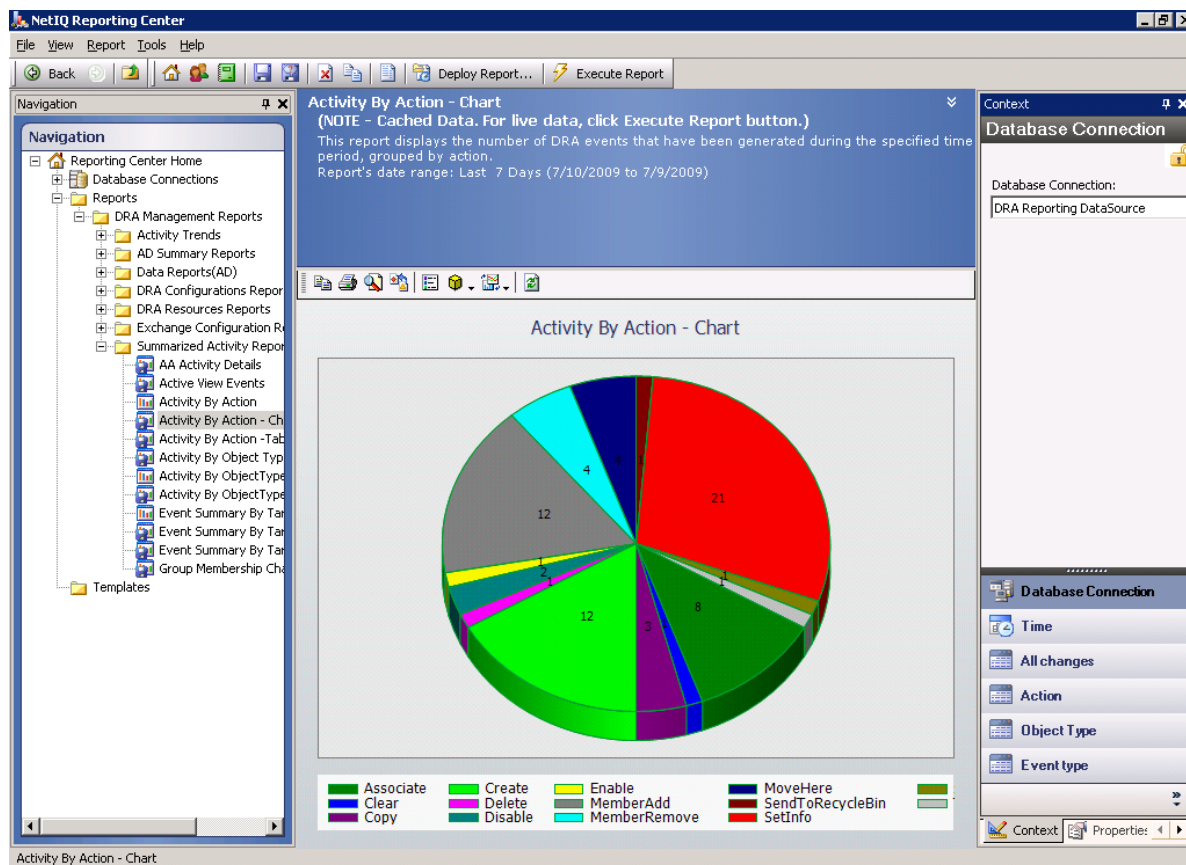 NetIQ Reporting Center
File View Report Tools Help
Back Deploy Report... Execute Report
Navigation
Navigation
Reporting Center Home
Database Connections
Reports
DRA Management Reports
Activity Trends
AD Summary Reports
Data Reports(AD)
DRA Configurations Repor
DRA Resources Reports
Exchange Configuration R
Summarized Activity Repor
AA Activity Details
Active View Events
Activity By Action
Activity By Action - Ch
Activity By Action -Tab
Activity By Object Typ
Activity By ObjectType
Activity By ObjectType
Event Summary By Tar
Event Summary By Tar
Event Summary By Tar
Group Membership Cha
Templates
Activity By Action - Chart
(NOTE - Cached Data. For live data, click Execute Report button.)
This report displays the number of DRA events that have been generated during the specified time
period, grouped by action.
Report's date range: Last 7 Days (7/10/2009 to 7/9/2009)
Activity By Action - Chart
4
4
1
21
12
1
2
1
1
1
8
12
3
Associate Create Enable MoveHere
Clear Delete MemberAdd SendToRecycleBin
Copy Disable MemberRemove SetInfo
Context
Database Connection
Database Connection:
DRA Reporting DataSource
Database Connection
Time
All changes
Action
Object Type
Event type
Context Properties
Activity By Action - Chart